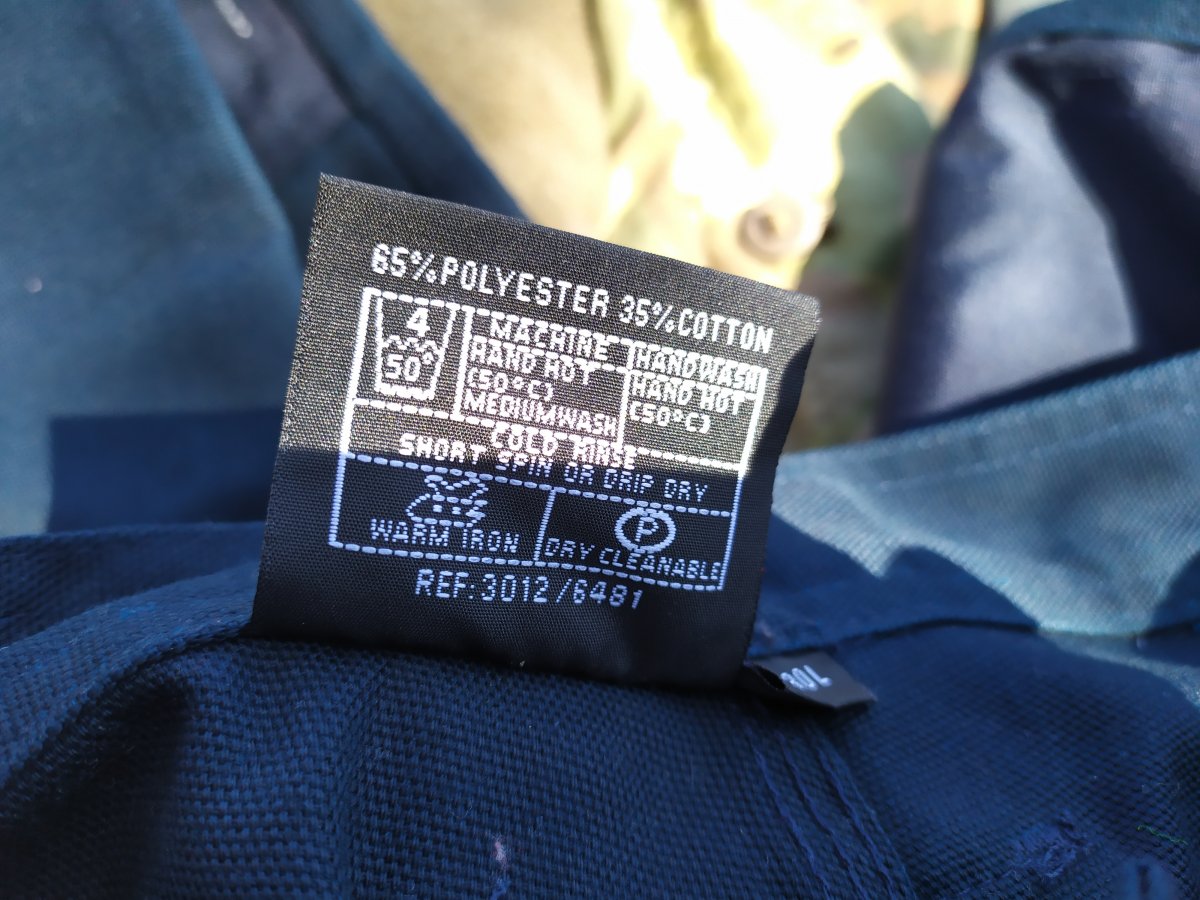 65%POLYESTER 35%COTTON
4
50°
MACHINE
HAND HOT
(50°C)
MEDIUMWASH
HANDWASH
HAND HOT
(50°C)
COLD RINSE
SHORT SPIN OR DRIP DRY
WARM IRON
P
DRY CLEANABLE
REF:3012/6481
30L